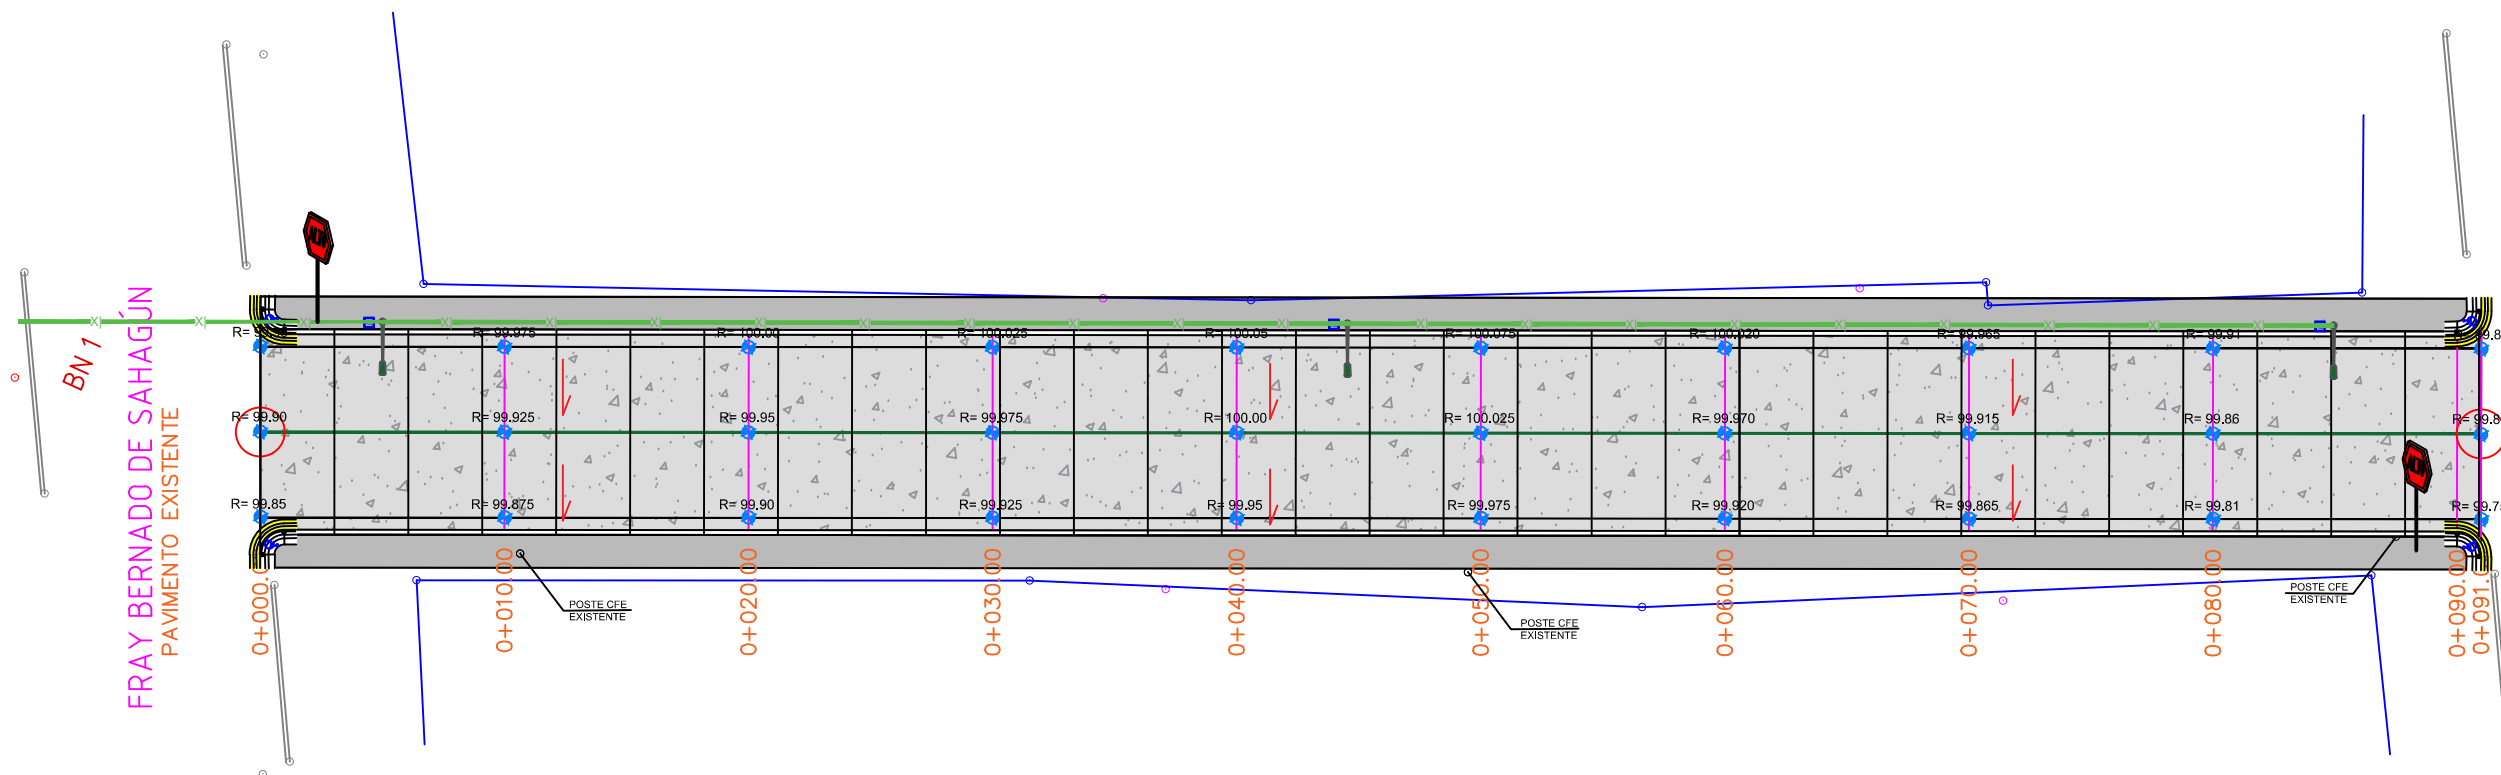 BN 1
FRAY BERNADO DE SAHAGÚN
PAVIMENTO EXISTENTE
ALTO
R= 99.975
R= 100.00
R= 100.025
R= 100.05
R= 100.075
R= 100.020
R= 99.965
R= 99.91
R= 99.90
R= 99.925
R= 99.95
R= 99.975
R= 100.00
R= 100.025
R= 99.970
R= 99.915
R= 99.86
R= 99.85
R= 99.875
R= 99.90
R= 99.925
R= 99.95
R= 99.975
R= 99.920
R= 99.865
R= 99.81
ALTO
0+010.00
0+020.00
0+030.00
0+040.00
0+050.00
0+060.00
0+070.00
0+080.00
0+090.00
POSTE CFE
EXISTENTE
POSTE CFE
EXISTENTE
POSTE CFE
EXISTENTE